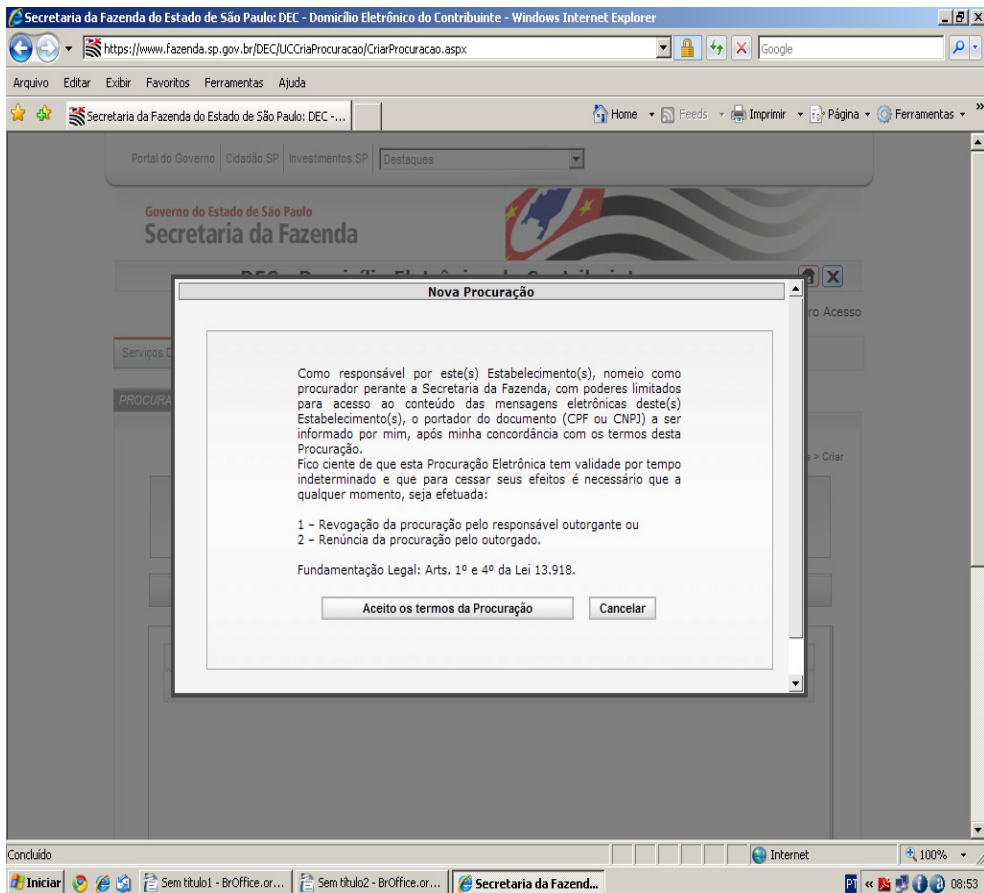 Secretaria da Fazenda do Estado de São Paulo: DEC - Domicílio Eletrônico do Contribuinte - Windows Internet Explorer
https://www.fazenda.sp.gov.br/DEC/UCCriaProcuracao/CriarProcuracao.aspx
Google
Arquivo Editar Exibir Favoritos Ferramentas Ajuda
Secretaria da Fazenda do Estado de São Paulo: DEC -...
Home Feeds Imprimir Página Ferramentas »
Portal do Governo Cidadão.SP Investimentos.SP Destaques
Governo do Estado de São Paulo
Secretaria da Fazenda
Nova Procuração
ro Acesso
Serviços D
PROCURA
Como responsável por este(s) Estabelecimento(s), nomeio como
procurador perante a Secretaria da Fazenda, com poderes limitados
para acesso ao conteúdo das mensagens eletrônicas deste(s)
Estabelecimento(s), o portador do documento (CPF ou CNPJ) a ser
informado por mim, após minha concordância com os termos desta
Procuração.
> Criar
Fico ciente de que esta Procuração Eletrônica tem validade por tempo
indeterminado e que para cessar seus efeitos é necessário que a
qualquer momento, seja efetuada:
1 – Revogação da procuração pelo responsável outorgante ou
2 – Renúncia da procuração pelo outorgado.
Fundamentação Legal: Arts. 1º e 4º da Lei 13.918.
Aceito os termos da Procuração Cancelar
Concluído Internet 100%
Iniciar Sem título1 - BrOffice.or... Sem título2 - BrOffice.or... Secretaria da Fazend... PT « 08:53